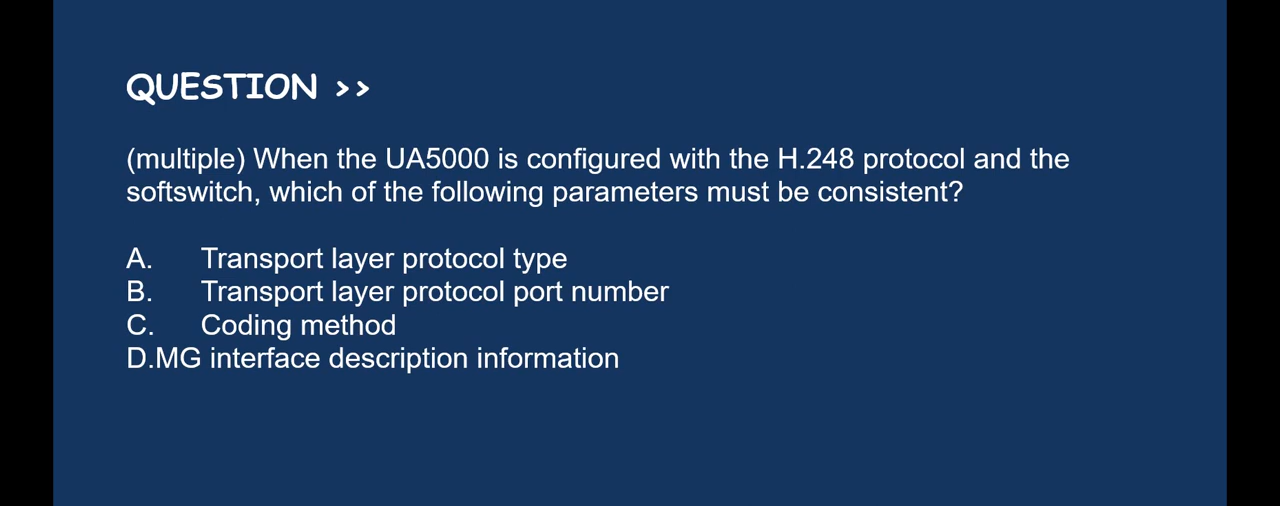 QUESTION >>
(multiple) When the UA5000 is configured with the H.248 protocol and the
softswitch, which of the following parameters must be consistent?
A. Transport layer protocol type
B. Transport layer protocol port number
C. Coding method
D.MG interface description information